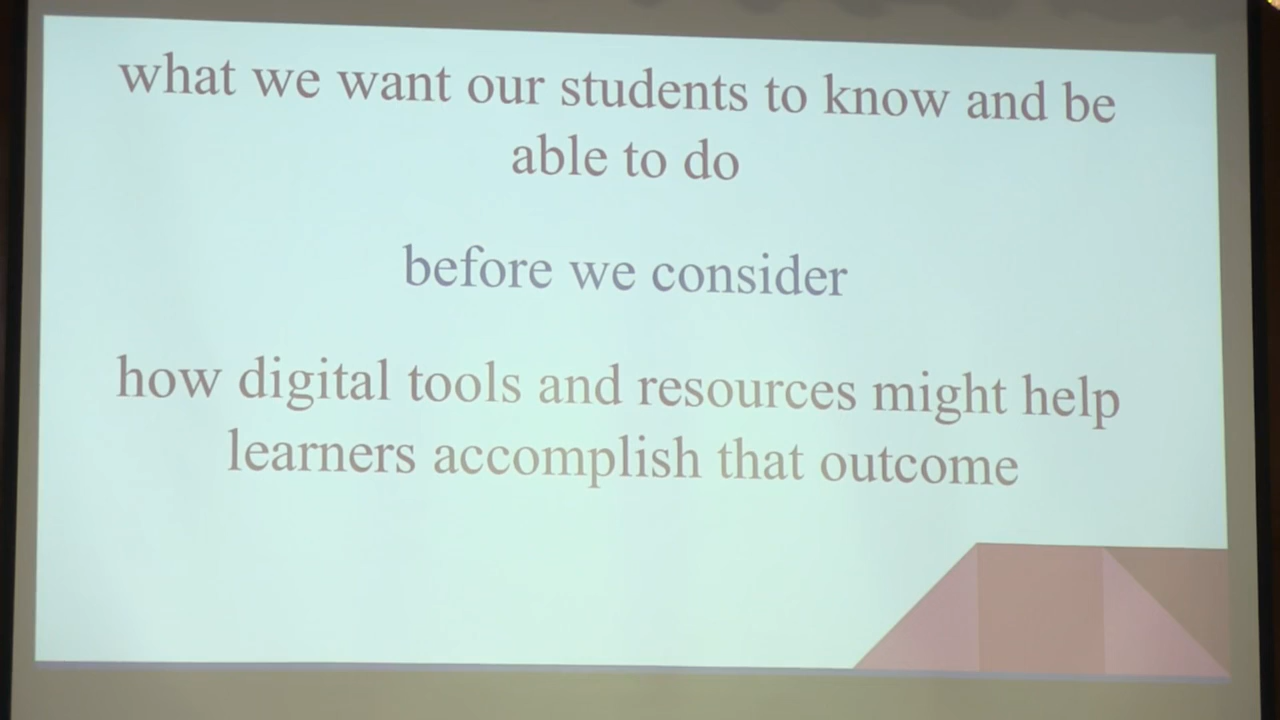 what we want our students to know and be
able to do
before we consider
how digital tools and resources might help
learners accomplish that outcome